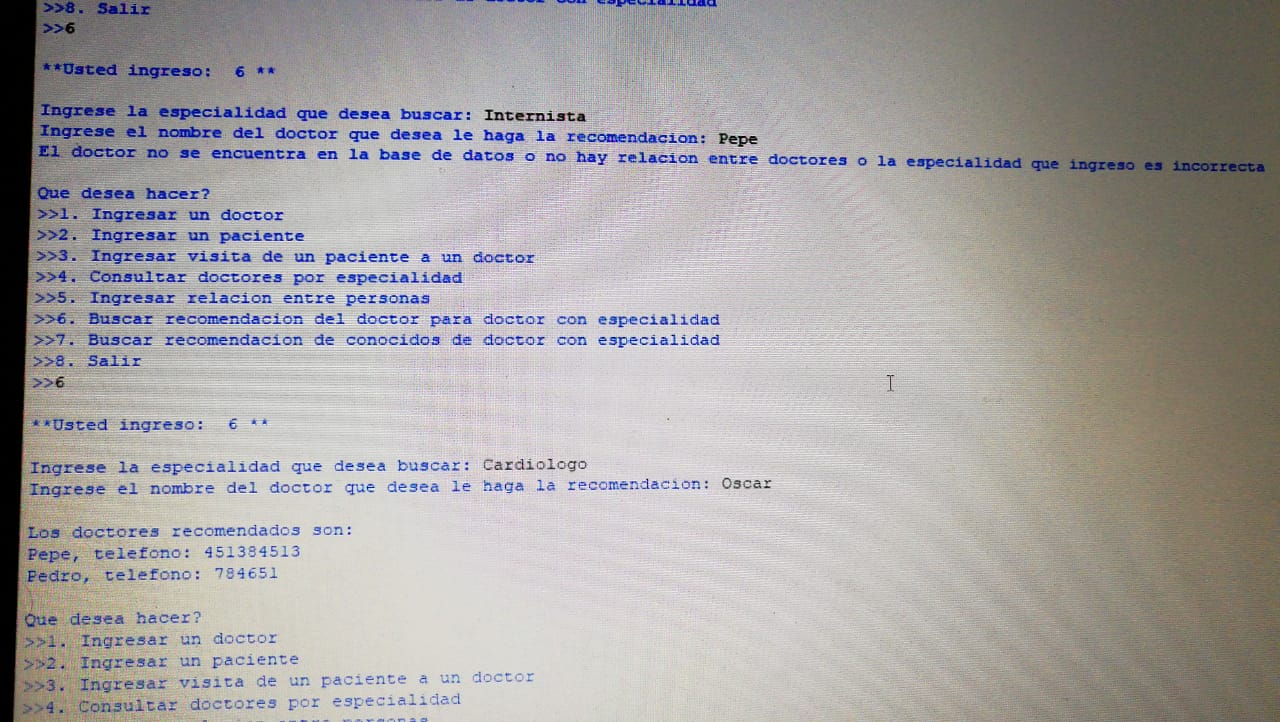 >>8. Salir
especialidad
>>6
**Usted ingreso:  6 **
Ingrese la especialidad que desea buscar: Internista
Ingrese el nombre del doctor que desea le haga la recomendacion: Pepe
El doctor no se encuentra en la base de datos o no hay relacion entre doctores o la especialidad que ingreso es incorrecta
Que desea hacer?
>>1. Ingresar un doctor
>>2. Ingresar un paciente
>>3. Ingresar visita de un paciente a un doctor
>>4. Consultar doctores por especialidad
>>5. Ingresar relacion entre personas
>>6. Buscar recomendacion del doctor para doctor con especialidad
>>7. Buscar recomendacion de conocidos de doctor con especialidad
>>8. Salir
>>6
**Usted ingreso:  6 **
Ingrese la especialidad que desea buscar: Cardiologo
Ingrese el nombre del doctor que desea le haga la recomendacion: Oscar
Los doctores recomendados son:
Pepe, telefono: 451384513
Pedro, telefono: 784651
Que desea hacer?
>>1. Ingresar un doctor
>>2. Ingresar un paciente
>>3. Ingresar visita de un paciente a un doctor
>>4. Consultar doctores por especialidad